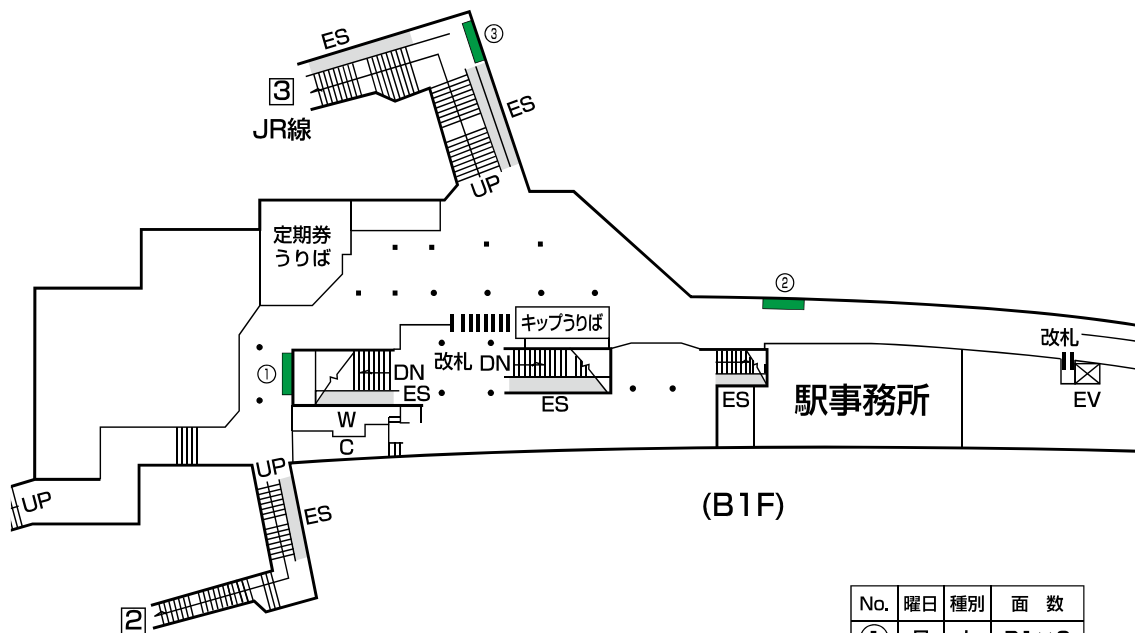 ES
③
3
ES
JR線
UP
定期券
うりば
②
キップうりば
改札
改札
DN
①
DN
ES
ES
ES
駅事務所
EV
W
C
UP
UP
ES
(B1F)
2
No. 曜日 種別 面 数